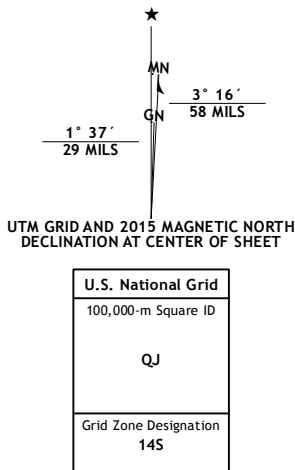 ★
MN
3° 16´
58 MILS
GN
1° 37´
29 MILS
UTM GRID AND 2015 MAGNETIC NORTH
DECLINATION AT CENTER OF SHEET
U.S. National Grid
100,000-m Square ID
QJ
Grid Zone Designation
14S